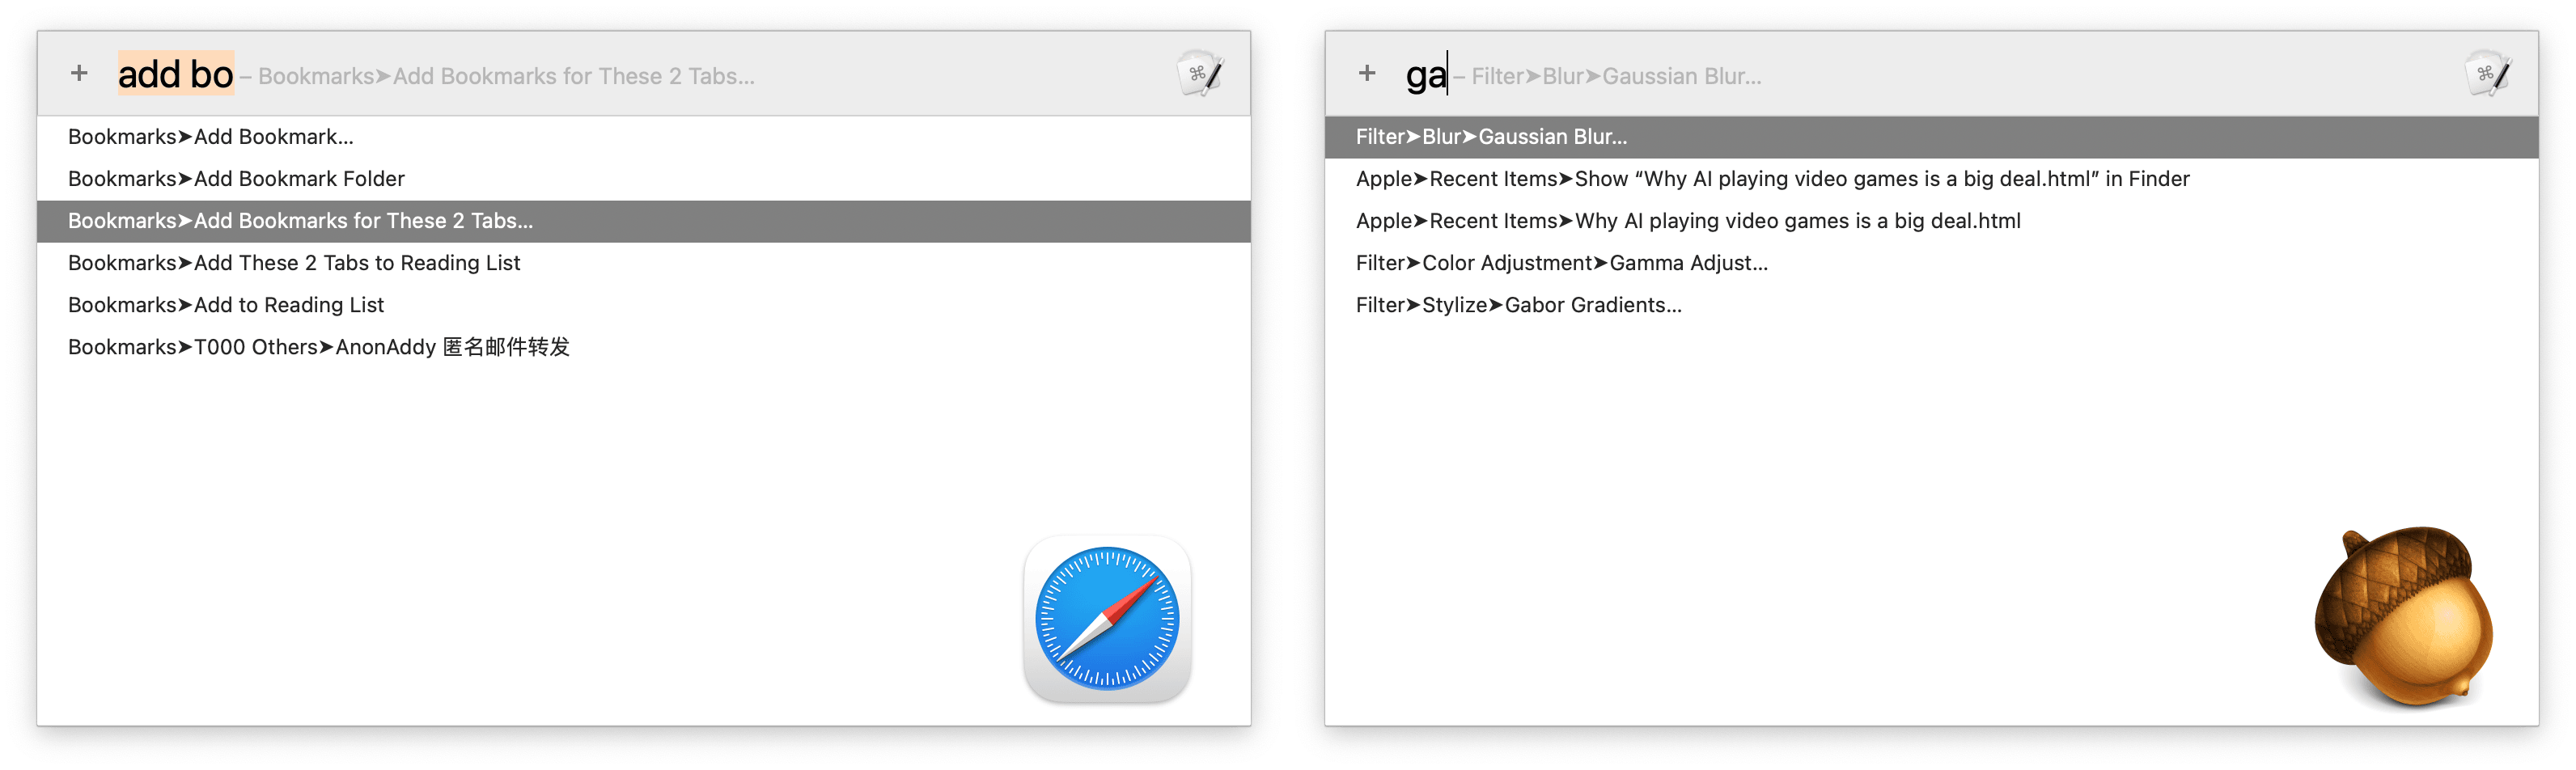 add bo – Bookmarks➤Add Bookmarks for These 2 Tabs...
Bookmarks➤Add Bookmark...
Bookmarks➤Add Bookmark Folder
Bookmarks➤Add Bookmarks for These 2 Tabs...
Bookmarks➤Add These 2 Tabs to Reading List
Bookmarks➤Add to Reading List
Bookmarks➤T000 Others➤AnonAddy 匿名邮件转发
ga – Filter➤Blur➤Gaussian Blur...
Filter➤Blur➤Gaussian Blur...
Apple➤Recent Items➤Show “Why AI playing video games is a big deal.html” in Finder
Apple➤Recent Items➤Why AI playing video games is a big deal.html
Filter➤Color Adjustment➤Gamma Adjust...
Filter➤Stylize➤Gabor Gradients...